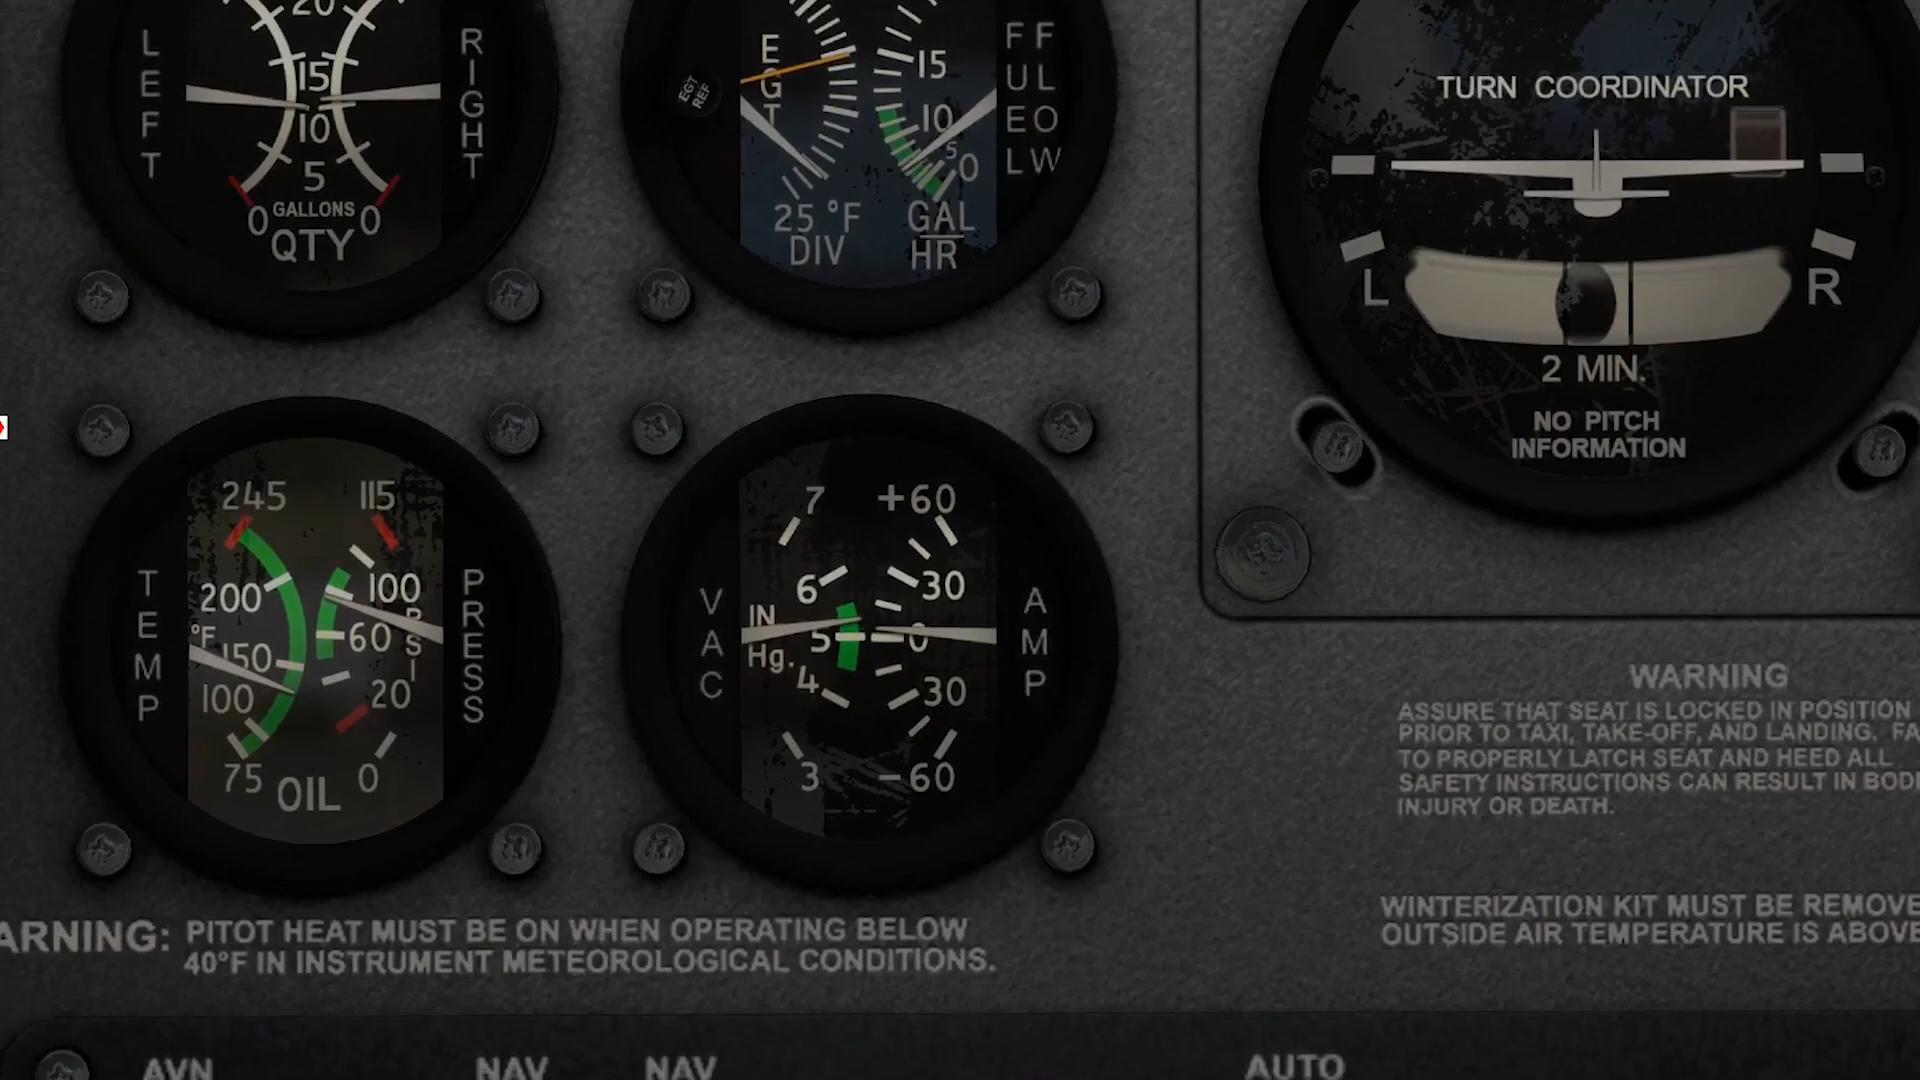 20
LEFT
RIGHT
15
10
5
0 GALLONS 0
QTY
EGT REF
EGT
15
10
5
0
FUEL
FLOW
25 °F
DIV
GAL
HR
TURN COORDINATOR
L
R
2 MIN.
NO PITCH
INFORMATION
245
115
TEMP
PRESS
200
100
°F
PSI
150
60
100
20
75
0
OIL
7
+60
6
30
VAC
AMP
IN
Hg.
5
0
4
30
3
-60
WARNING
ASSURE THAT SEAT IS LOCKED IN POSITION
PRIOR TO TAXI, TAKE-OFF, AND LANDING. FA
TO PROPERLY LATCH SEAT AND HEED ALL
SAFETY INSTRUCTIONS CAN RESULT IN BODI
INJURY OR DEATH.
ARNING: PITOT HEAT MUST BE ON WHEN OPERATING BELOW
40°F IN INSTRUMENT METEOROLOGICAL CONDITIONS.
WINTERIZATION KIT MUST BE REMOVE
OUTSIDE AIR TEMPERATURE IS ABOVE
AVN
NAV
NAV
AUTO